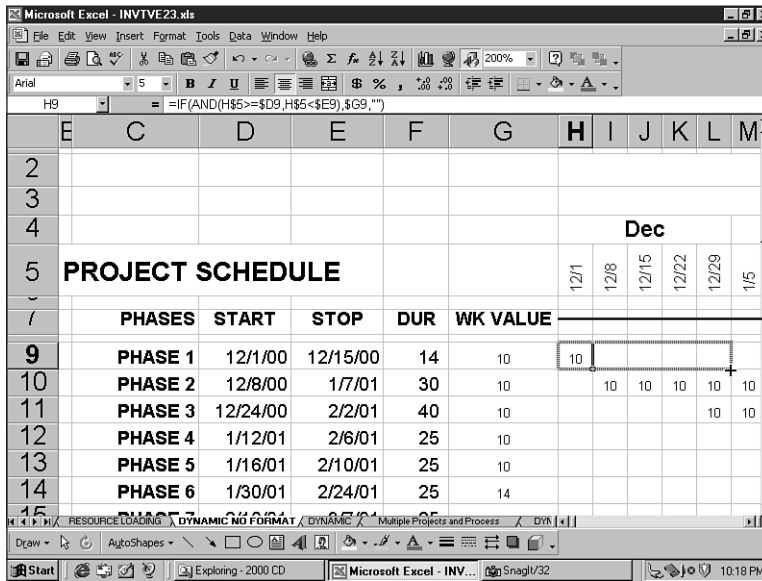 Microsoft Excel - INVTVE23.xls
File Edit View Insert Format Tools Data Window Help
200%
Arial 5 B I U $ % ,
H9 = =IF(AND(H$5>=$D9,H$5<$E9),$G9,"")
E C D E F G H I J K L M
2
3
4 Dec
5 PROJECT SCHEDULE 12/1 12/8 12/15 12/22 12/29 1/5
7 PHASES START STOP DUR WK VALUE
9 PHASE 1 12/1/00 12/15/00 14 10 10
10 PHASE 2 12/8/00 1/7/01 30 10 10 10 10 10 10
11 PHASE 3 12/24/00 2/2/01 40 10 10 10
12 PHASE 4 1/12/01 2/6/01 25 10
13 PHASE 5 1/16/01 2/10/01 25 10
14 PHASE 6 1/30/01 2/24/01 25 14
15
RESOURCE LOADING DYNAMIC NO FORMAT DYNAMIC Multiple Projects and Process DYN
Draw AutoShapes
Start Exploring - 2000 CD Microsoft Excel - INV... SnagIt/32 10:18 PM